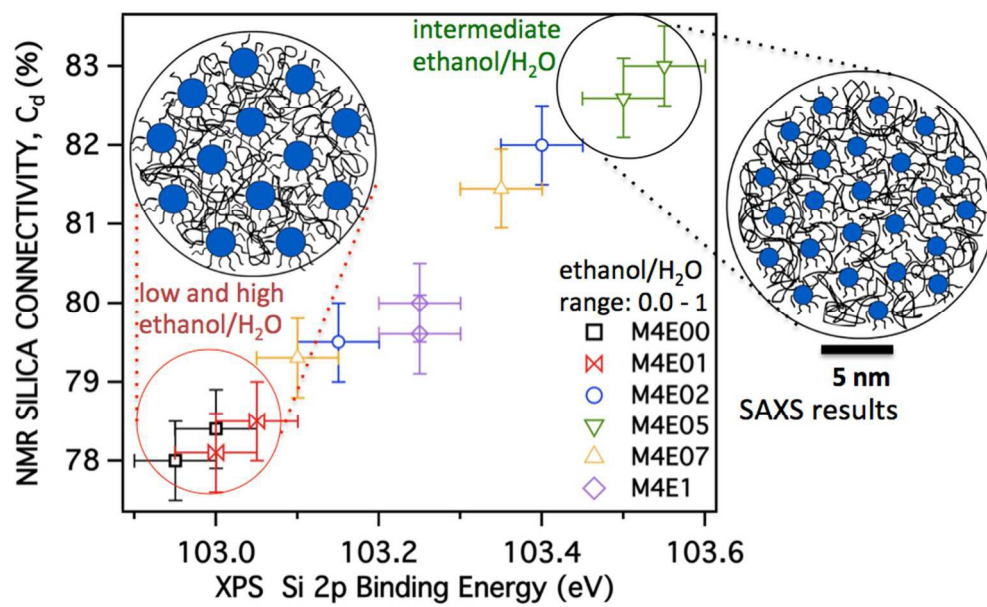 NMR SILICA CONNECTIVITY, C_d (%)
83
82
81
80
79
78
intermediate
ethanol/H₂O
low and high
ethanol/H₂O
ethanol/H₂O
range: 0.0 - 1
M4E00
M4E01
M4E02
M4E05
M4E07
M4E1
103.0
103.2
103.4
103.6
XPS Si 2p Binding Energy (eV)
5 nm
SAXS results